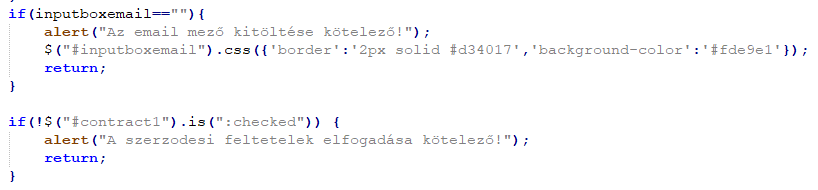 if(inputboxemail==""){
alert("Az email mező kitöltése kötelező!");
$("#inputboxemail").css({'border':'2px solid #d34017','background-color':'#fde9e1'});
return;
}
if(!$("#contract1").is(":checked")) {
alert("A szerzodesi feltetelek elfogadása kötelező!");
return;
}